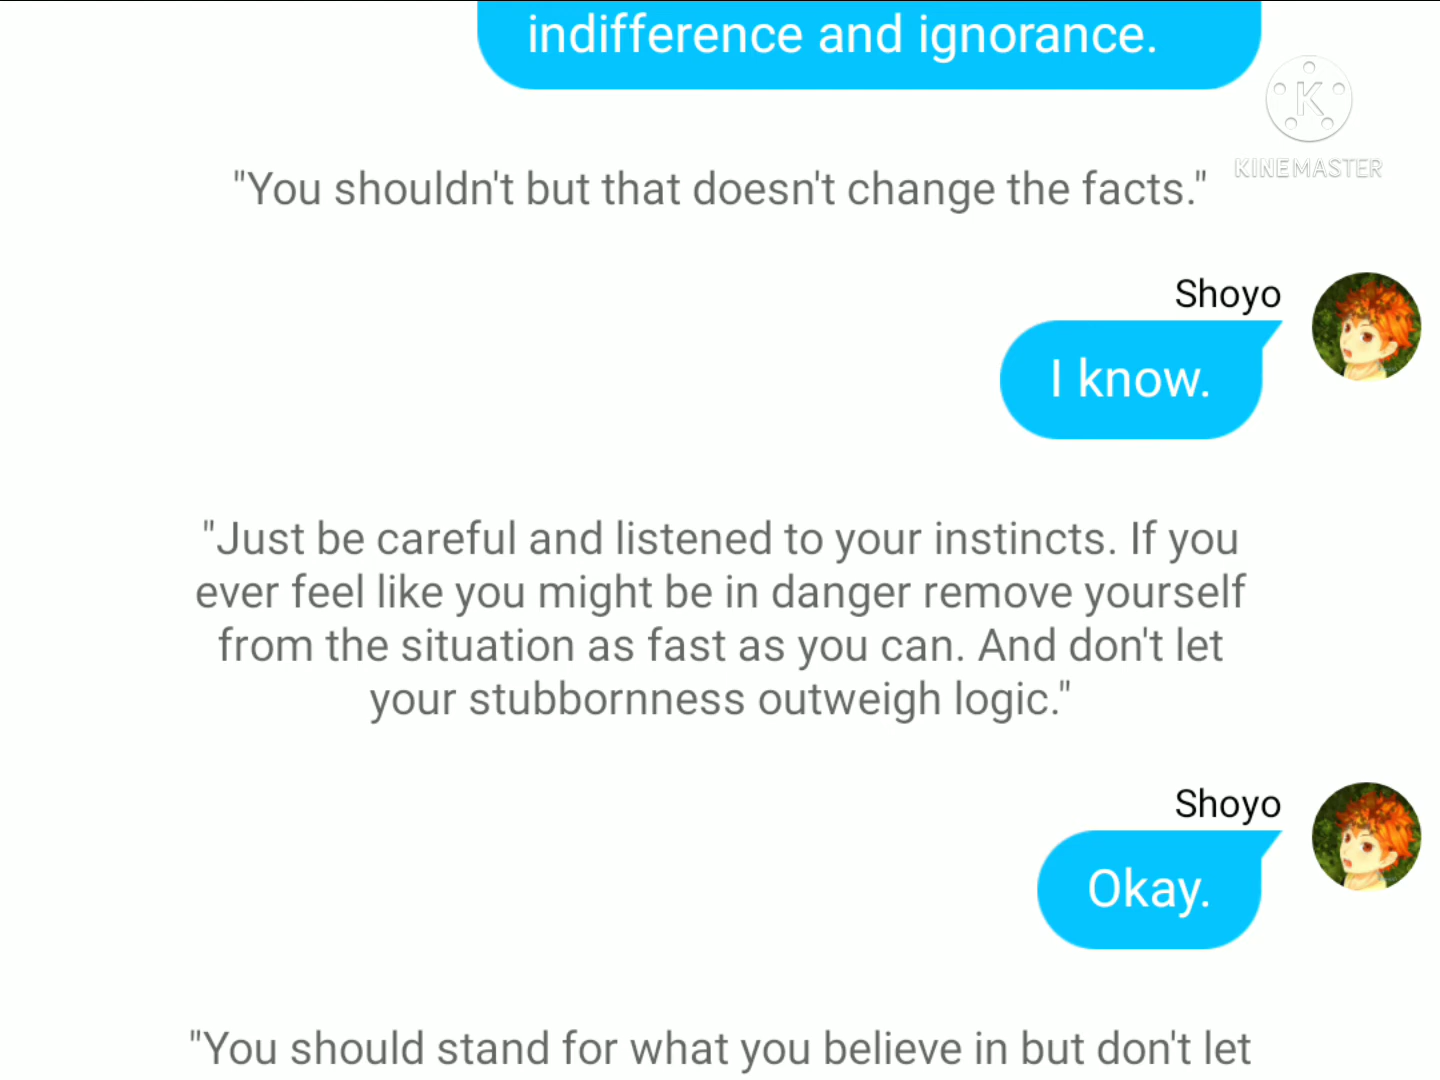 indifference and ignorance.
K
KINEMASTER
"You shouldn't but that doesn't change the facts."
Shoyo
I know.
"Just be careful and listened to your instincts. If you
ever feel like you might be in danger remove yourself
from the situation as fast as you can. And don't let
your stubbornness outweigh logic."
Shoyo
Okay.
"You should stand for what you believe in but don't let